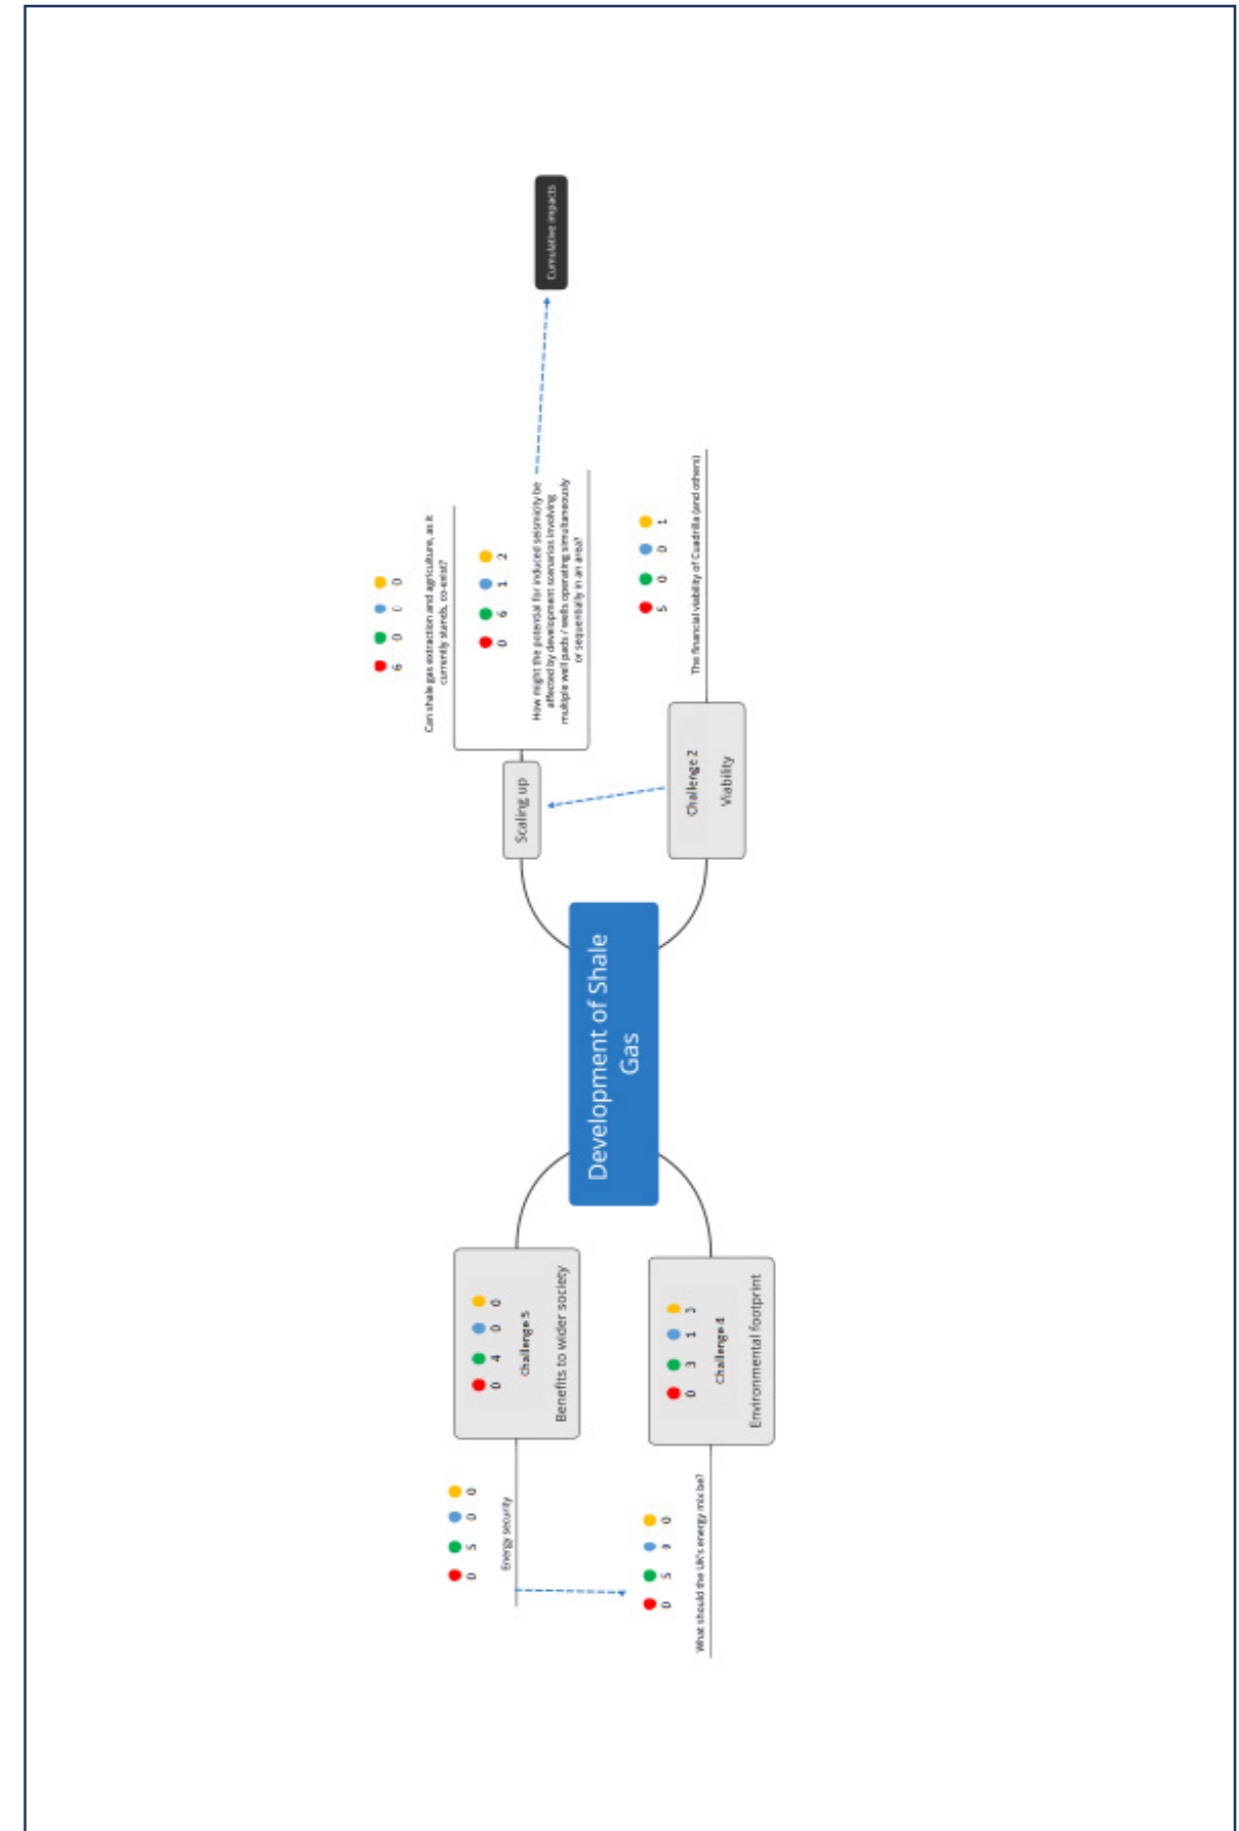 Development of Shale
Gas
0 4 0 0
Challenge 5
Benefits to wider society
0 5 0 0
Energy security
0 3 1
Challenge 4
Environmental footprint
0 5 0
What should the UK's energy mix be?
Scaling up
6 0 0
Can shale gas extraction and agriculture, as it
currently stands, co-exist?
0 6 1 2
How might the potential for induced seismicity be
affected by development scenarios involving
multiple well pads / wells operating simultaneously
or sequentially in an area?
Cumulative impacts
Challenge 2
Viability
5 0 0 1
The financial viability of Cuadrilla (and others)